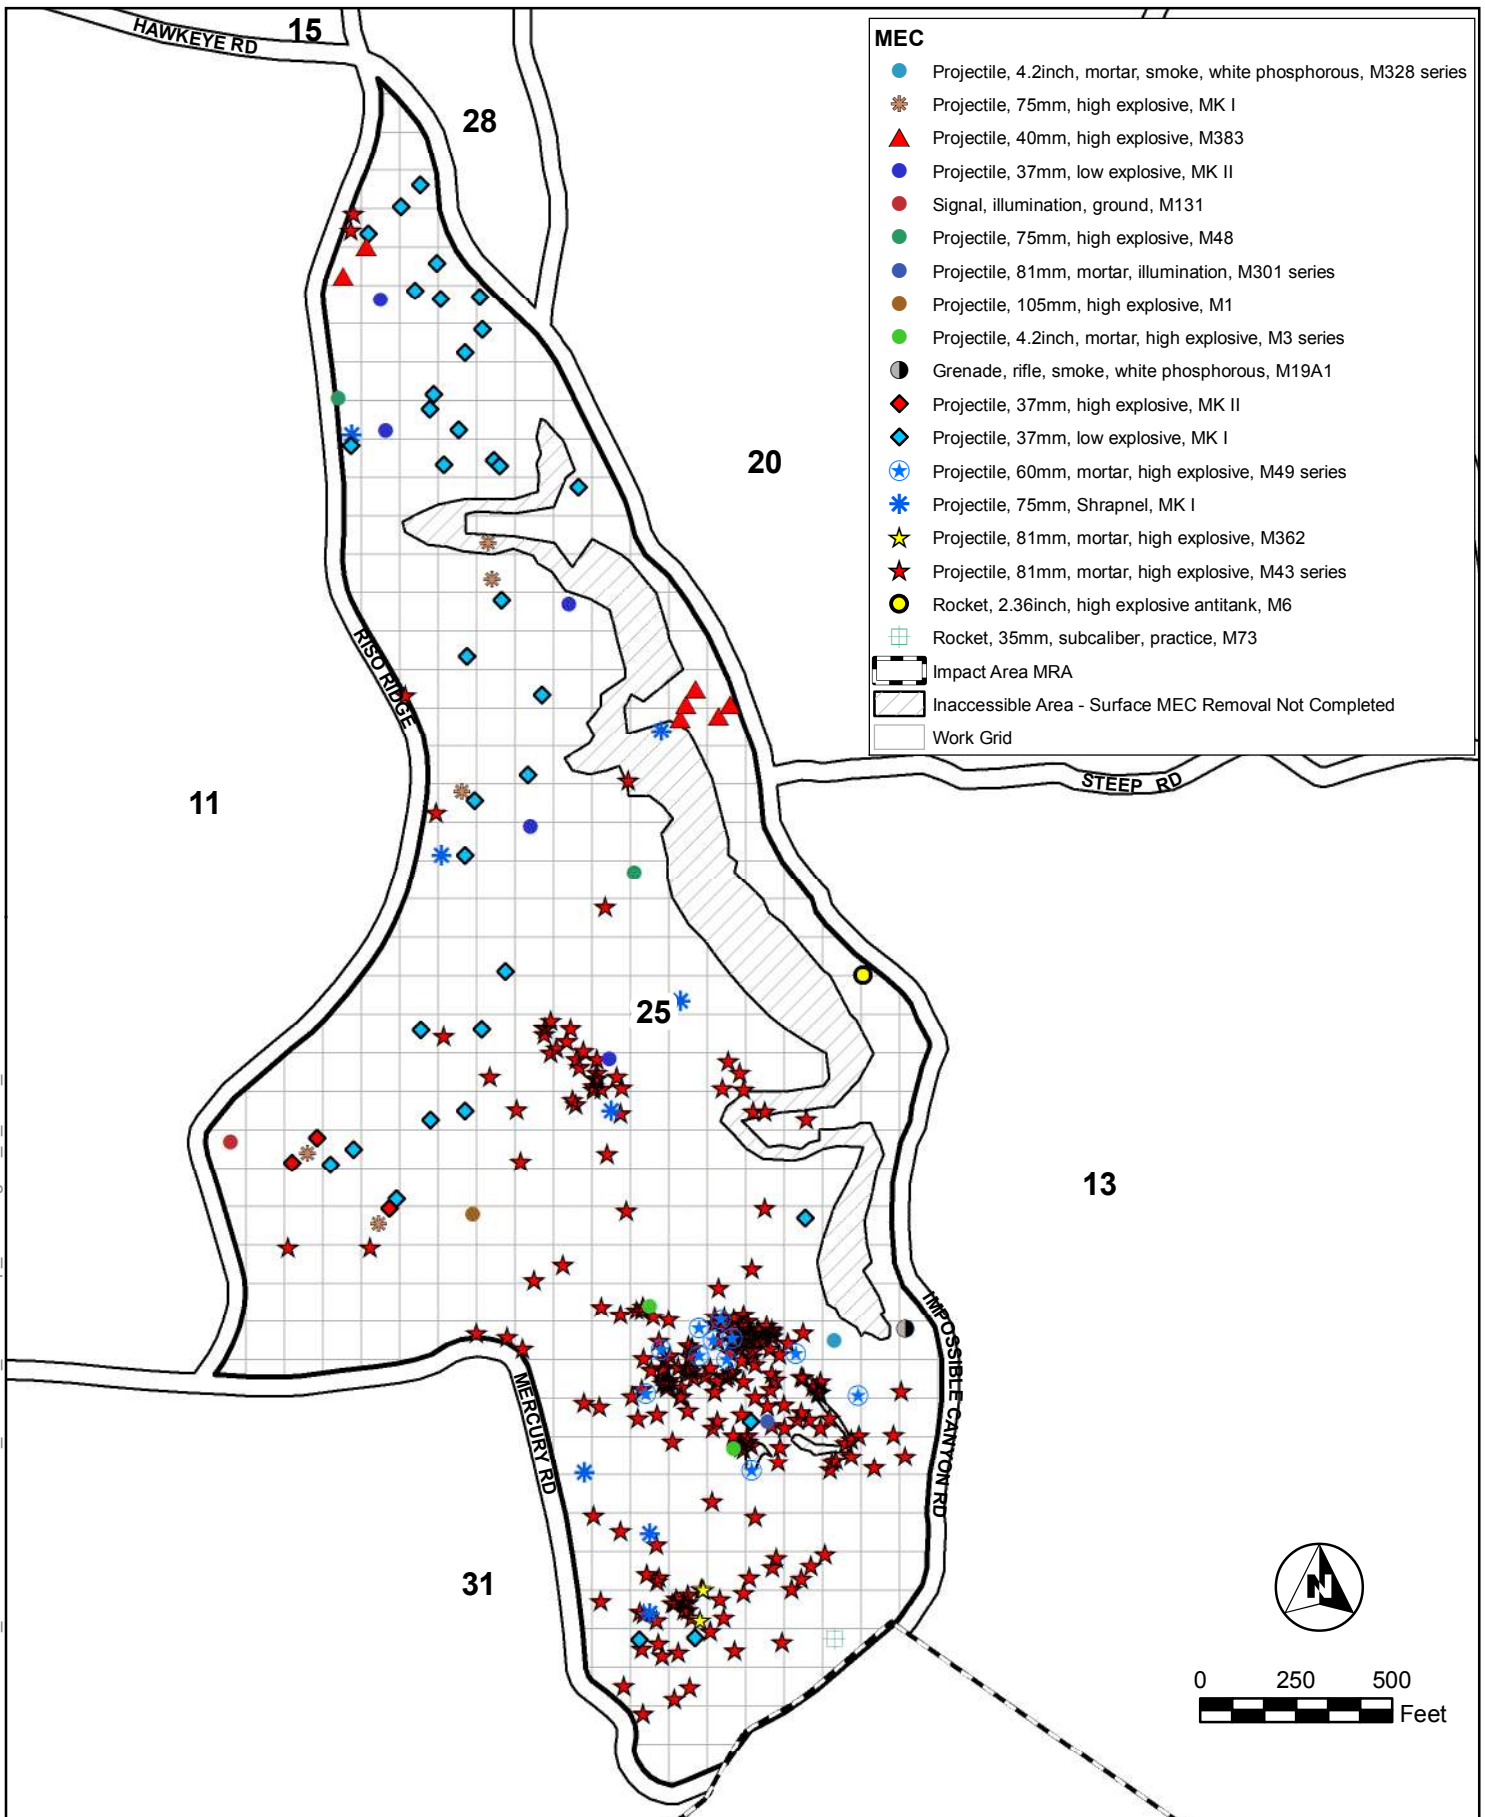 HAWKEYE RD
15
28
20
RISO RIDGE
11
STEEP RD
25
13
IMPOSSIBLE CANYON RD
MERCURY RD
31
MEC
Projectile, 4.2inch, mortar, smoke, white phosphorous, M328 series
Projectile, 75mm, high explosive, MK I
Projectile, 40mm, high explosive, M383
Projectile, 37mm, low explosive, MK II
Signal, illumination, ground, M131
Projectile, 75mm, high explosive, M48
Projectile, 81mm, mortar, illumination, M301 series
Projectile, 105mm, high explosive, M1
Projectile, 4.2inch, mortar, high explosive, M3 series
Grenade, rifle, smoke, white phosphorous, M19A1
Projectile, 37mm, high explosive, MK II
Projectile, 37mm, low explosive, MK I
Projectile, 60mm, mortar, high explosive, M49 series
Projectile, 75mm, Shrapnel, MK I
Projectile, 81mm, mortar, high explosive, M362
Projectile, 81mm, mortar, high explosive, M43 series
Rocket, 2.36inch, high explosive antitank, M6
Rocket, 35mm, subcaliber, practice, M73
Impact Area MRA
Inaccessible Area - Surface MEC Removal Not Completed
Work Grid
N
0 250 500
Feet